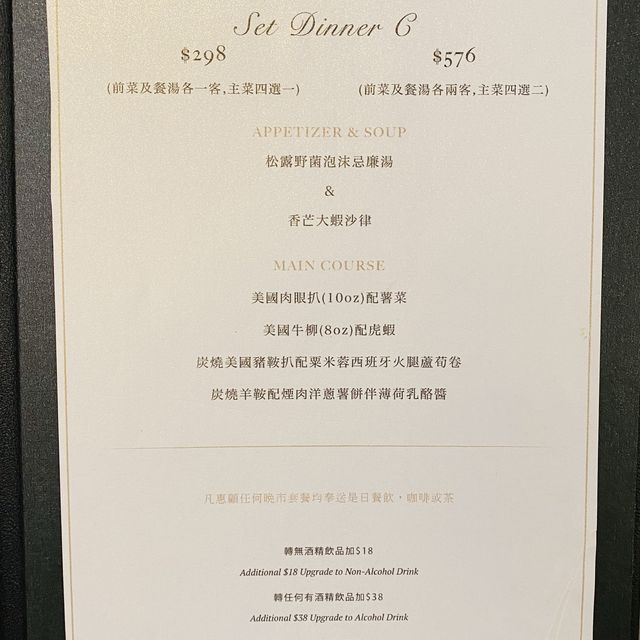 Set Dinner C
$298 $576
(前菜及餐湯各一客,主菜四選一) (前菜及餐湯各兩客,主菜四選二)
APPETIZER & SOUP
松露野菌泡沫忌廉湯
&
香芒大蝦沙律
MAIN COURSE
美國肉眼扒(10oz)配薯菜
美國牛柳(8oz)配虎蝦
炭燒美國豬鞍扒配粟米蓉西班牙火腿蘆荀卷
炭燒羊鞍配煙肉洋蔥薯餅伴薄荷乳酪醬
凡惠顧任何晚市套餐均奉送是日餐飲，咖啡或茶
轉無酒精飲品加$18
Additional $18 Upgrade to Non-Alcohol Drink
轉任何有酒精飲品加$38
Additional $38 Upgrade to Alcohol Drink